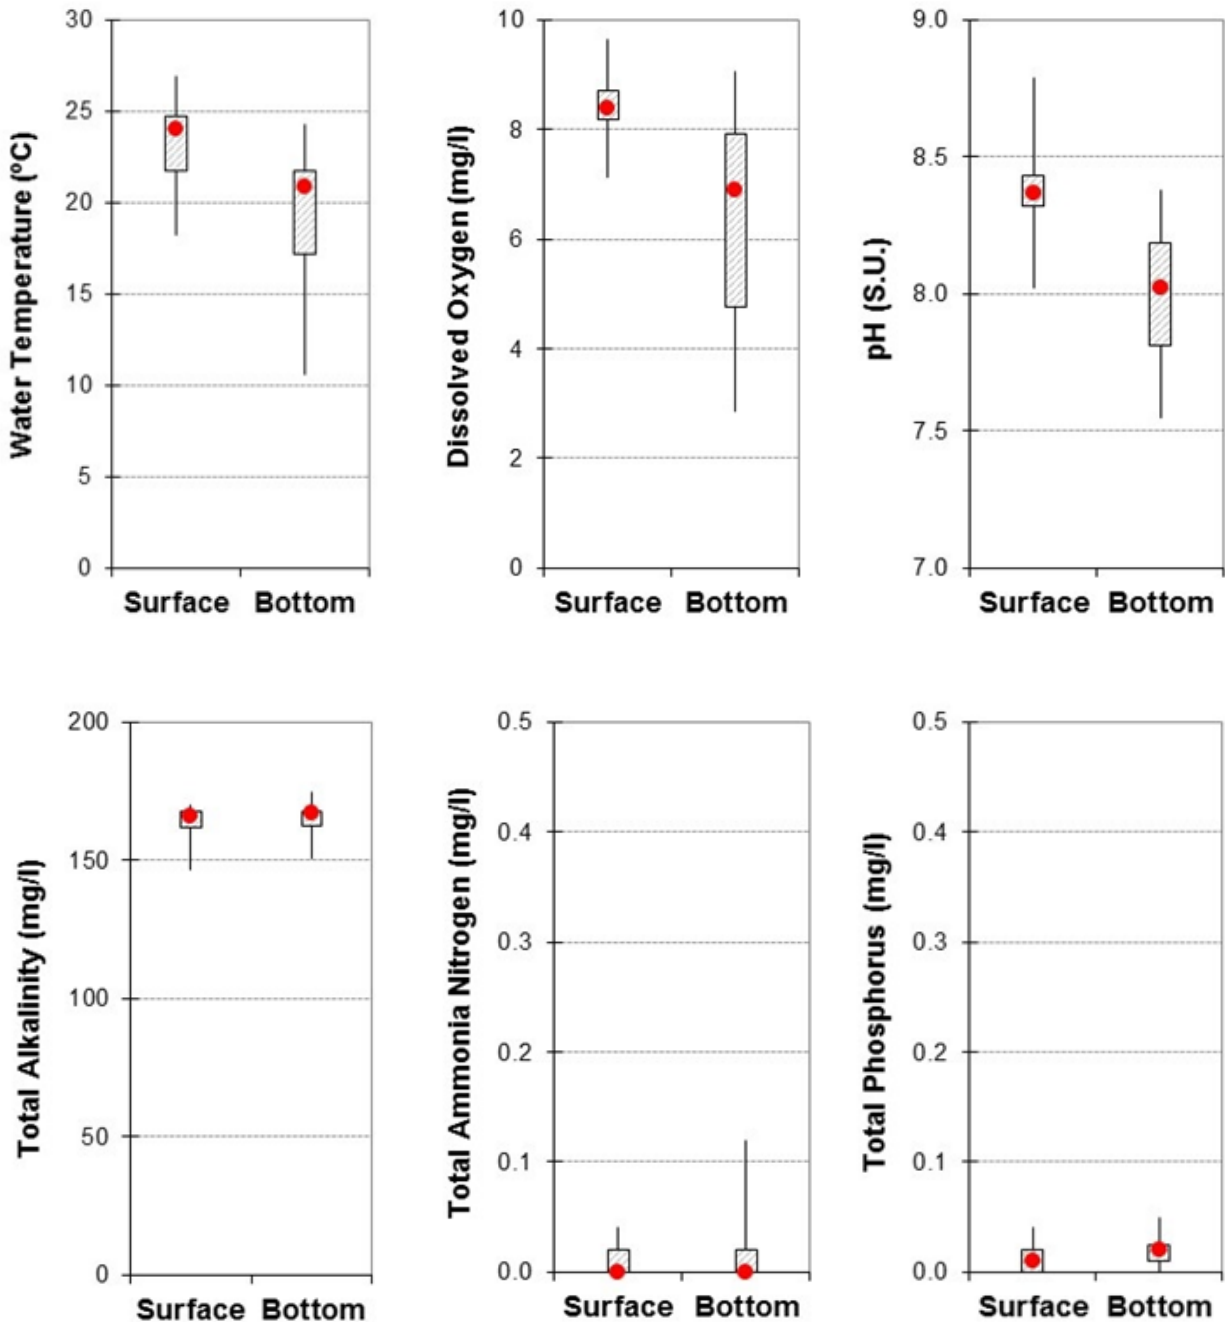 Water Temperature (ºC)
30
25
20
15
10
5
0
Surface Bottom
Dissolved Oxygen (mg/l)
10
8
6
4
2
0
Surface Bottom
pH (S.U.)
9.0
8.5
8.0
7.5
7.0
Surface Bottom
Total Alkalinity (mg/l)
200
150
100
50
0
Surface Bottom
Total Ammonia Nitrogen (mg/l)
0.5
0.4
0.3
0.2
0.1
0.0
Surface Bottom
Total Phosphorus (mg/l)
0.5
0.4
0.3
0.2
0.1
0.0
Surface Bottom